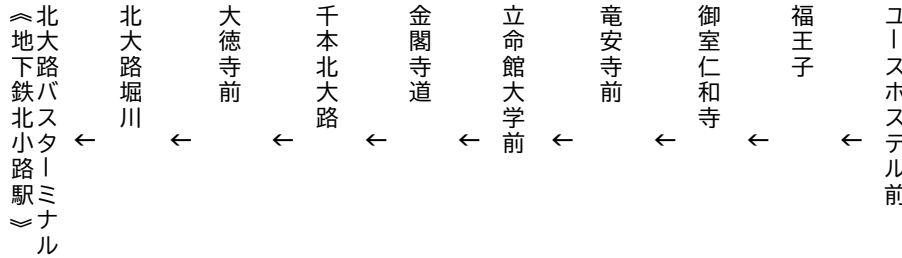 ユースホステル前
←
福王子
←
御室仁和寺
←
竜安寺前
←
立命館大学前
←
金閣寺道
←
千本北大路
←
大徳寺前
←
北大路堀川
←
北大路バスターミナル
《地下鉄北小路駅》